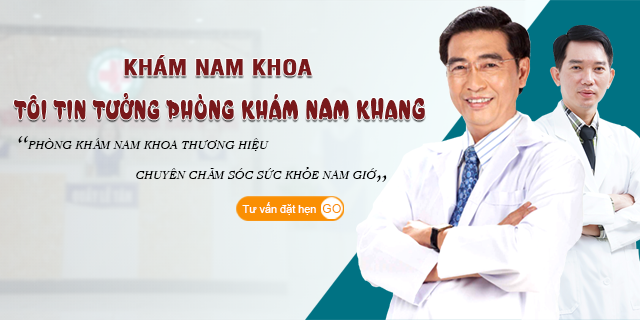 KHÁM NAM KHOA
TÔI TIN TƯỞNG PHÒNG KHÁM NAM KHANG
“PHÒNG KHÁM NAM KHOA THƯƠNG HIỆU
CHUYÊN CHĂM SÓC SỨC KHỎE NAM GIỚ„
Tư vấn đặt hẹn GO